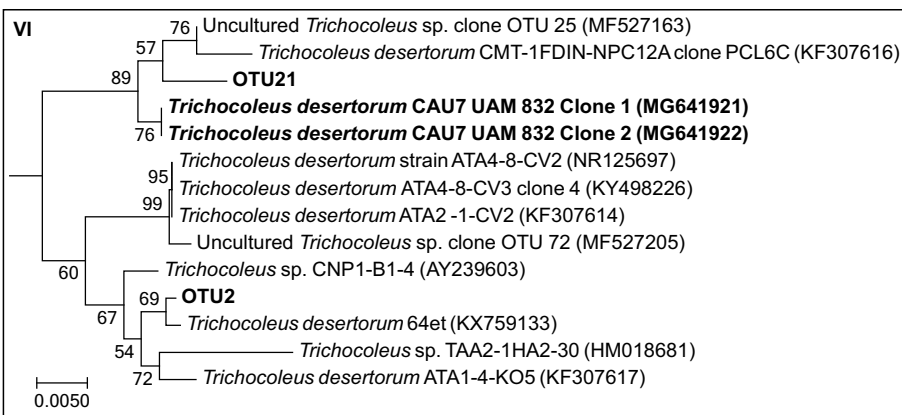 VI
76
Uncultured Trichocoleus sp. clone OTU 25 (MF527163)
57
Trichocoleus desertorum CMT-1FDIN-NPC12A clone PCL6C (KF307616)
89
OTU21
Trichocoleus desertorum CAU7 UAM 832 Clone 1 (MG641921)
76
Trichocoleus desertorum CAU7 UAM 832 Clone 2 (MG641922)
Trichocoleus desertorum strain ATA4-8-CV2 (NR125697)
95
Trichocoleus desertorum ATA4-8-CV3 clone 4 (KY498226)
99
Trichocoleus desertorum ATA2 -1-CV2 (KF307614)
Uncultured Trichocoleus sp. clone OTU 72 (MF527205)
60
Trichocoleus sp. CNP1-B1-4 (AY239603)
69
OTU2
67
Trichocoleus desertorum 64et (KX759133)
54
Trichocoleus sp. TAA2-1HA2-30 (HM018681)
72
Trichocoleus desertorum ATA1-4-KO5 (KF307617)
0.0050